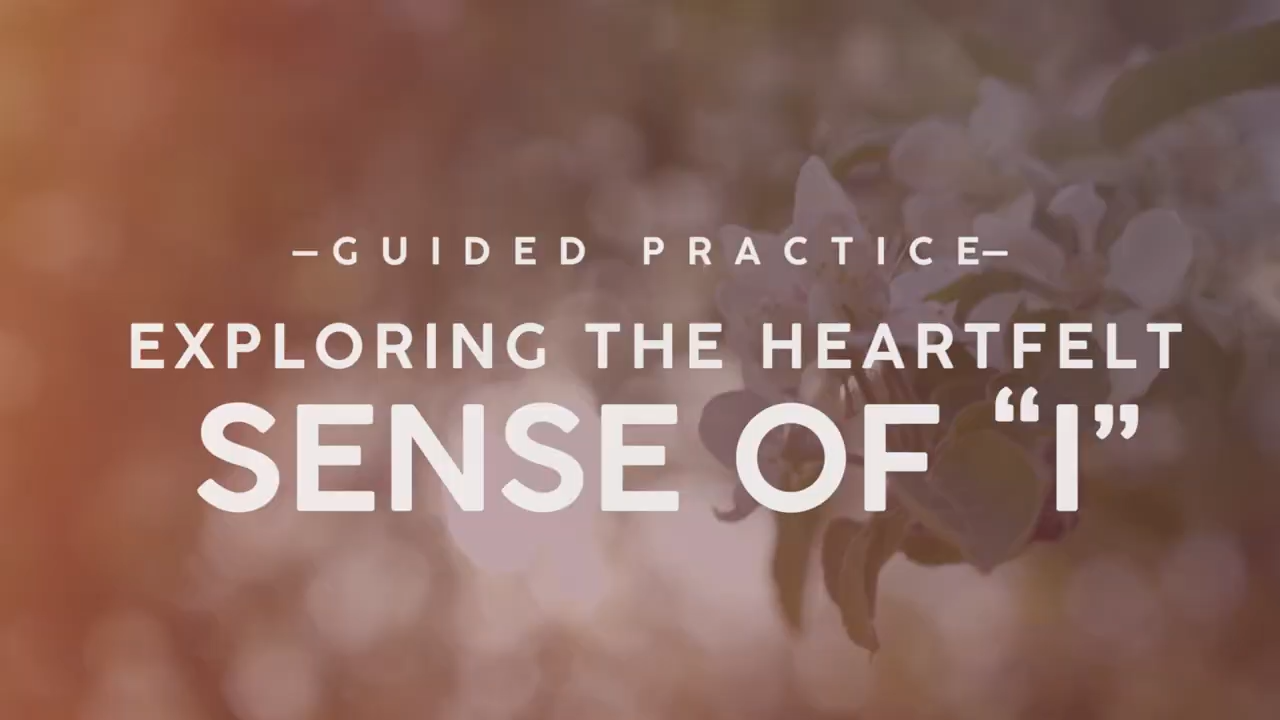 –GUIDED PRACTICE–
EXPLORING THE HEARTFELT
SENSE OF “I”